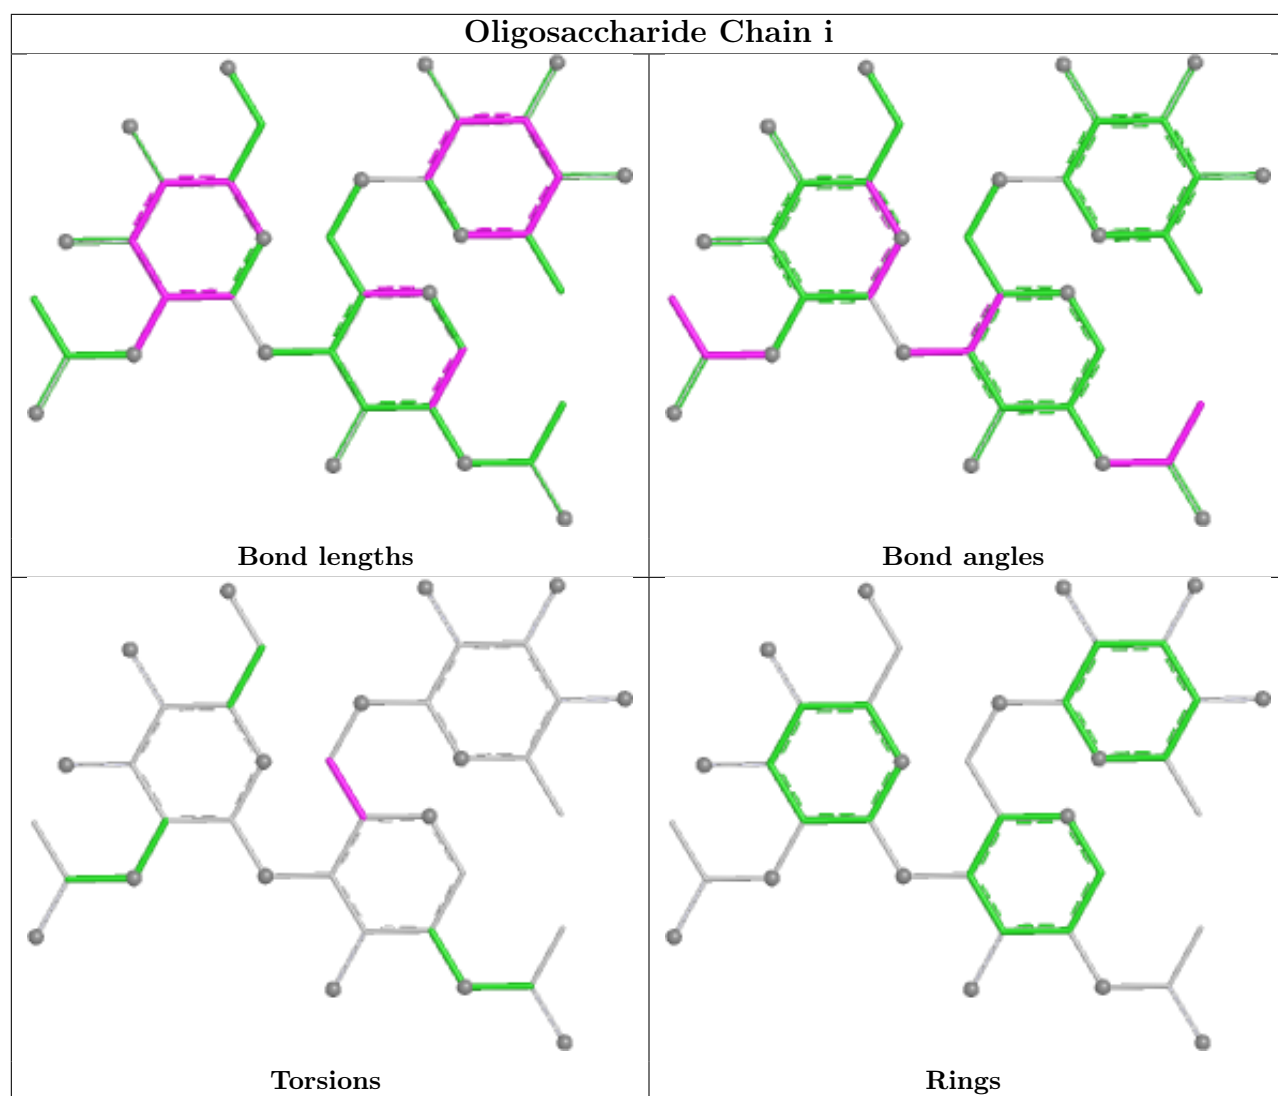 Oligosaccharide Chain i
Bond lengths
Bond angles
Torsions
Rings